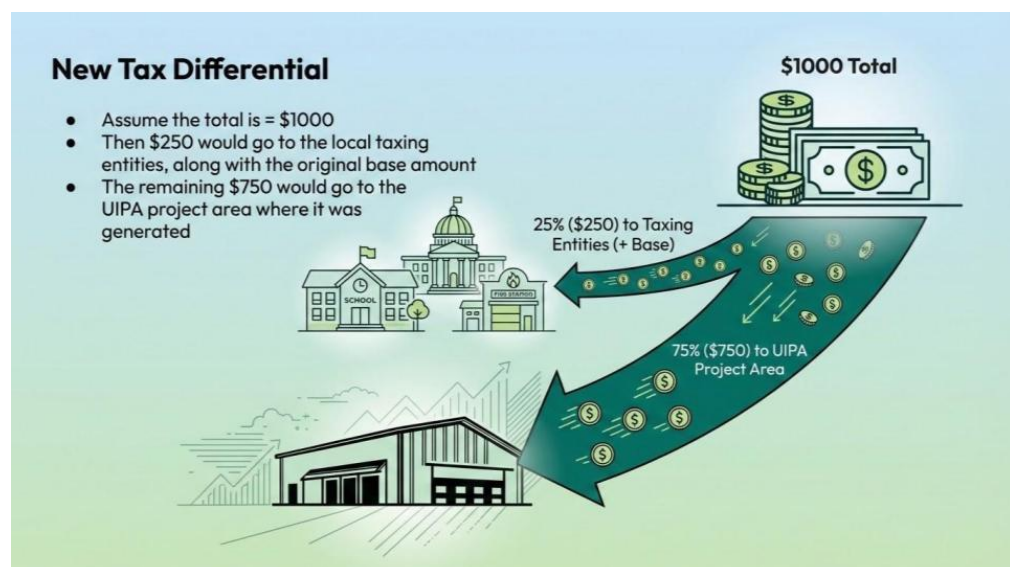 New Tax Differential
● Assume the total is = $1000
● Then $250 would go to the local taxing
entities, along with the original base amount
● The remaining $750 would go to the
UIPA project area where it was
generated
$1000 Total
25% ($250) to Taxing
Entities (+ Base)
SCHOOL
FIRE STATION
75% ($750) to UIPA
Project Area